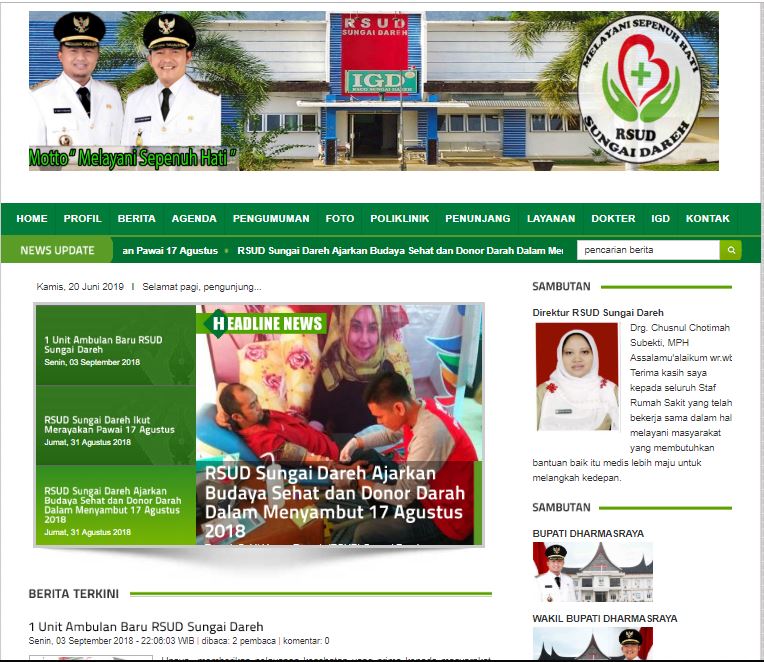 RSUD
SUNGAI DAREH
IGD
RSUD SUNGAI DAREH
MELAYANI SEPENUH HATI
RSUD
SUNGAI DAREH
Motto " Melayani Sepenuh Hati "
HOME PROFIL BERITA AGENDA PENGUMUMAN FOTO POLIKLINIK PENUNJANG LAYANAN DOKTER IGD KONTAK
NEWS UPDATE an Pawai 17 Agustus RSUD Sungai Dareh Ajarkan Budaya Sehat dan Donor Darah Dalam Me pencarian berita
Kamis, 20 Juni 2019 I Selamat pagi, pengunjung...
HEADLINE NEWS
1 Unit Ambulan Baru RSUD
Sungai Dareh
Senin, 03 September 2018
RSUD Sungai Dareh Ikut
Merayakan Pawai 17 Agustus
Jumat, 31 Agustus 2018
RSUD Sungai Dareh Ajarkan
Budaya Sehat dan Donor Darah
Dalam Menyambut 17 Agustus
2018
Jumat, 31 Agustus 2018
RSUD Sungai Dareh Ajarkan
Budaya Sehat dan Donor Darah
Dalam Menyambut 17 Agustus
2018
BERITA TERKINI
1 Unit Ambulan Baru RSUD Sungai Dareh
Senin, 03 September 2018 - 22:06:03 WIB | dibaca: 2 pembaca | komentar: 0
SAMBUTAN
Direktur RSUD Sungai Dareh
Drg. Chusnul Chotimah
Subekti, MPH
Assalamu'alaikum wr.wb
Terima kasih saya
kepada seluruh Staf
Rumah Sakit yang telah
bekerja sama dalam hal
melayani masyarakat
yang membutuhkan
bantuan baik itu medis lebih maju untuk
melangkah kedepan.
SAMBUTAN
BUPATI DHARMASRAYA
WAKIL BUPATI DHARMASRAYA